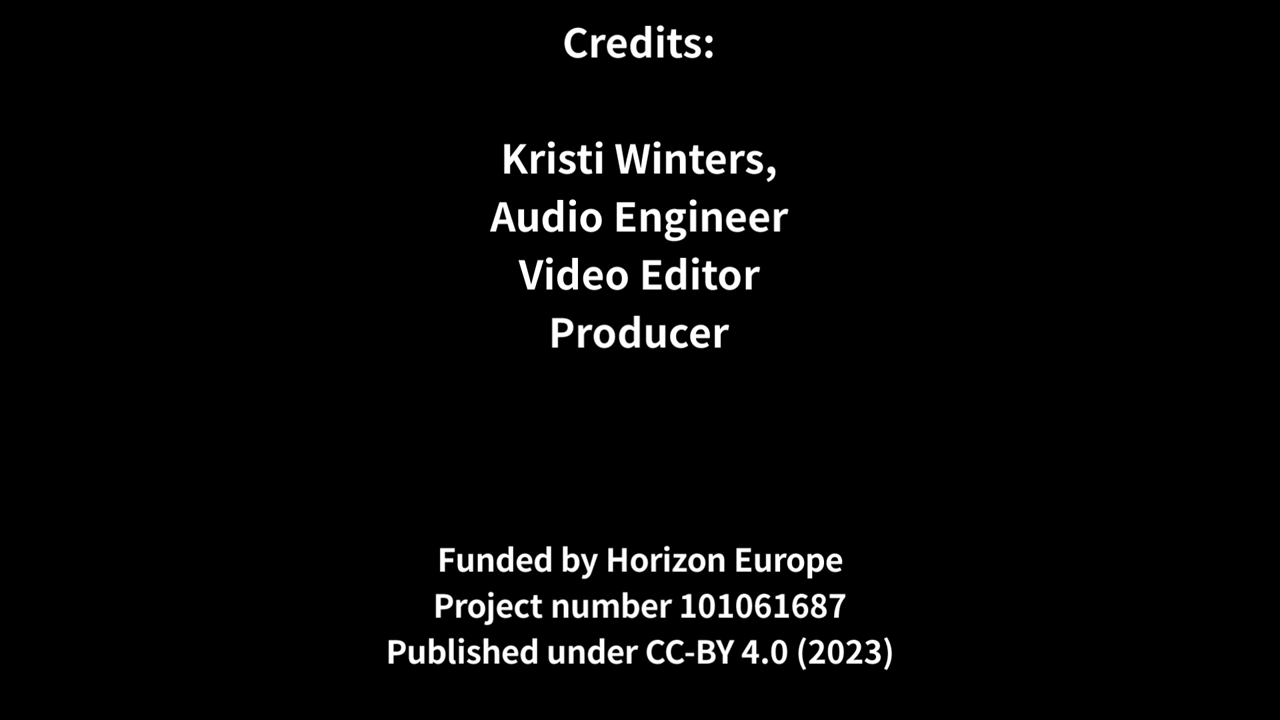 Credits:
Kristi Winters,
Audio Engineer
Video Editor
Producer
Funded by Horizon Europe
Project number 101061687
Published under CC-BY 4.0 (2023)